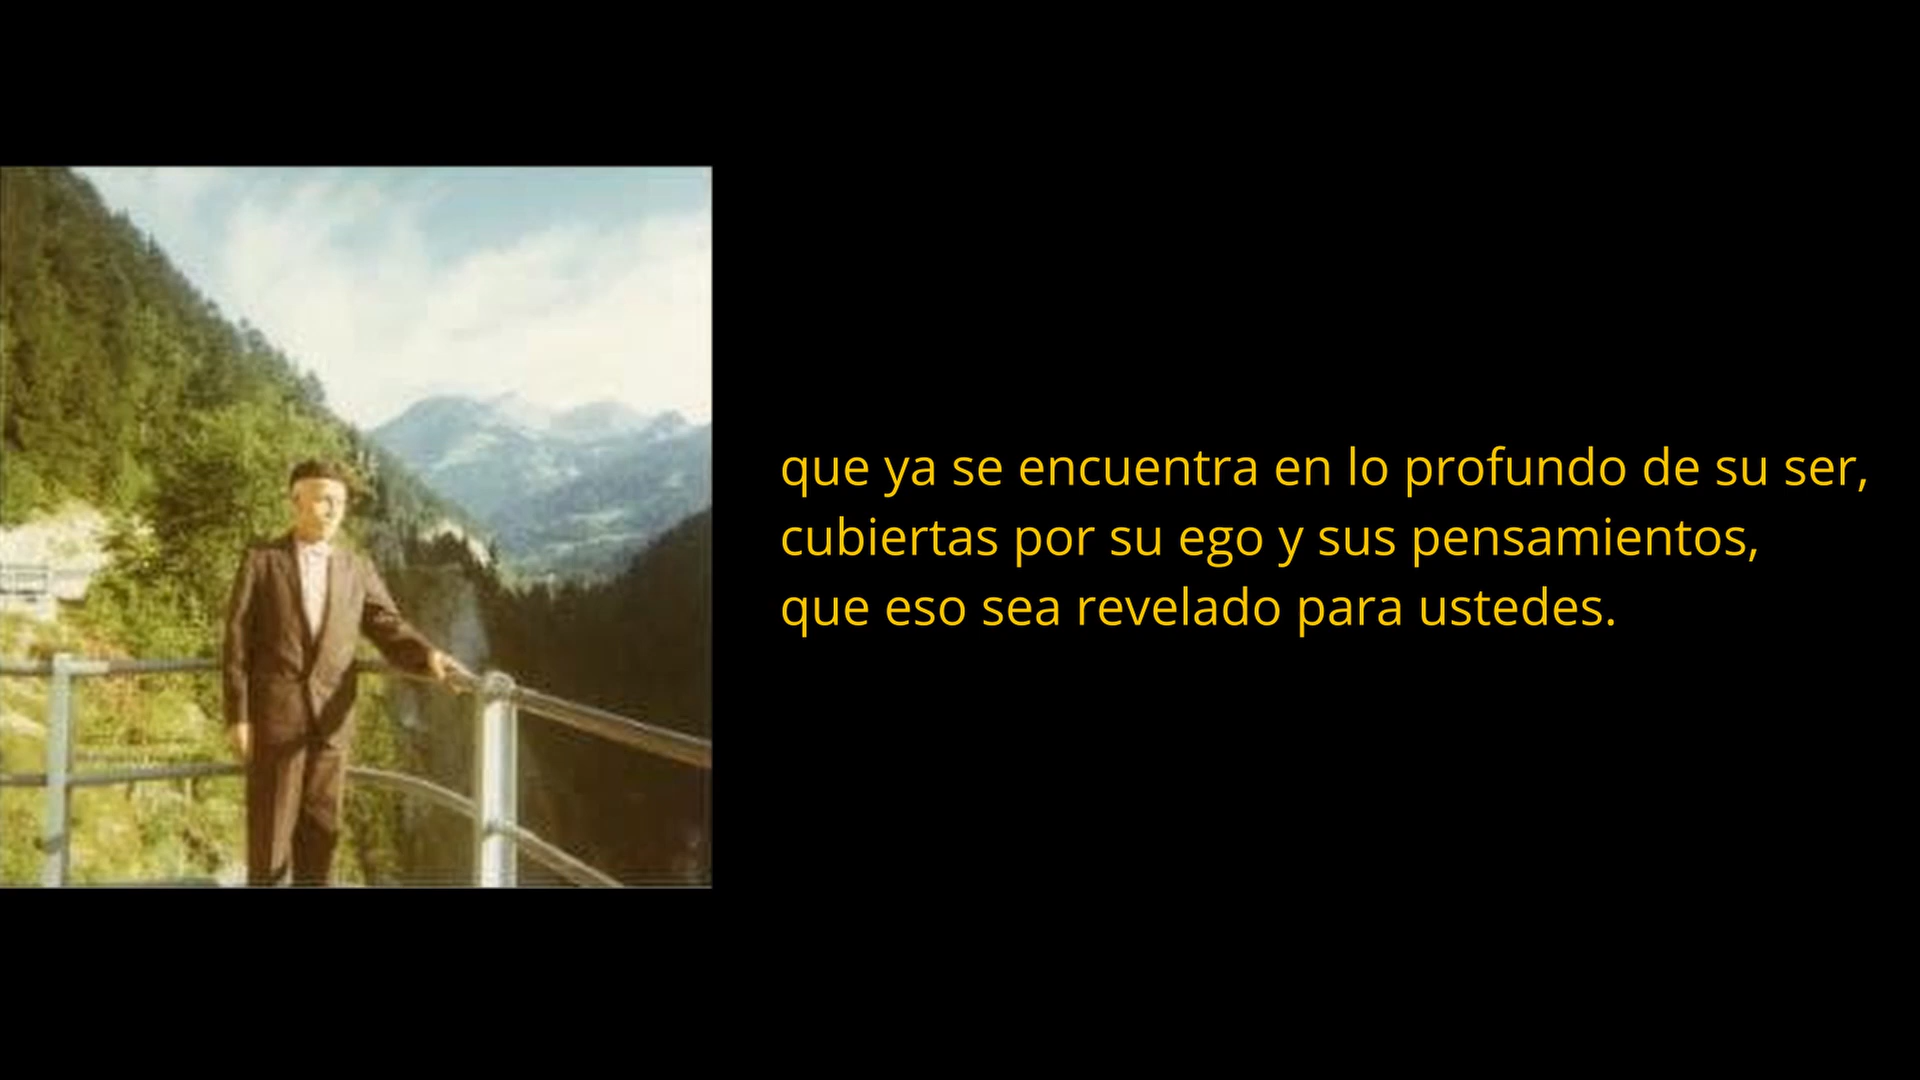 que ya se encuentra en lo profundo de su ser,
cubiertas por su ego y sus pensamientos,
que eso sea revelado para ustedes.